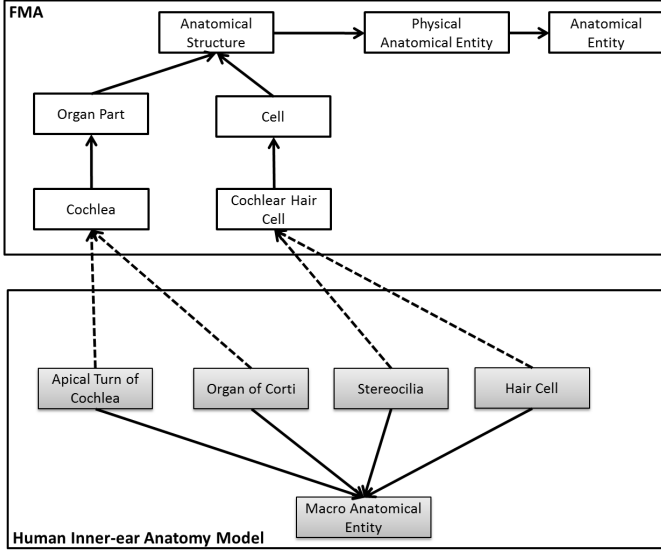 FMA
Anatomical
Structure
Physical
Anatomical Entity
Anatomical
Entity
Organ Part
Cell
Cochlea
Cochlear Hair
Cell
Apical Turn of
Cochlea
Organ of Corti
Stereocilia
Hair Cell
Macro Anatomical
Entity
Human Inner-ear Anatomy Model